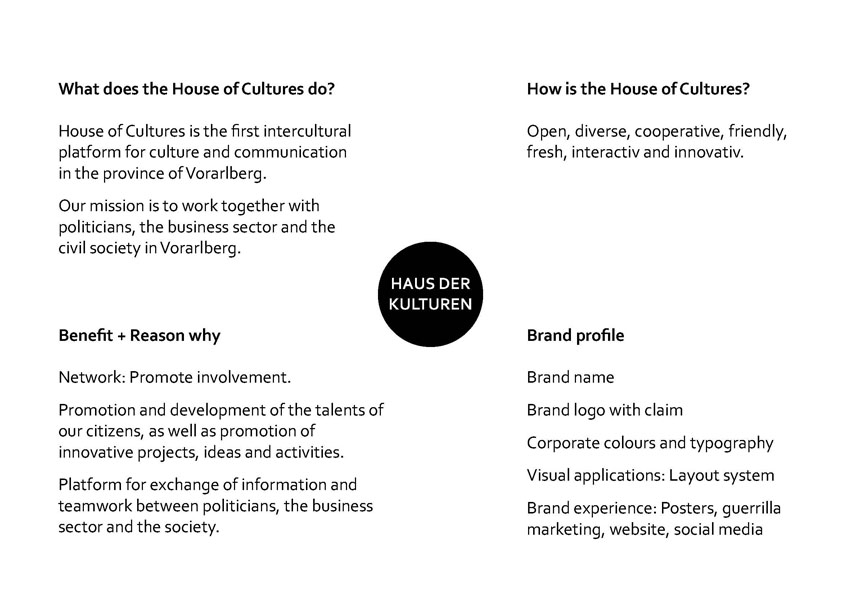 What does the House of Cultures do?
House of Cultures is the first intercultural
platform for culture and communication
in the province of Vorarlberg.
Our mission is to work together with
politicians, the business sector and the
civil society in Vorarlberg.
How is the House of Cultures?
Open, diverse, cooperative, friendly,
fresh, interactiv and innovativ.
HAUS DER
KULTUREN
Benefit + Reason why
Network: Promote involvement.
Promotion and development of the talents of
our citizens, as well as promotion of
innovative projects, ideas and activities.
Platform for exchange of information and
teamwork between politicians, the business
sector and the society.
Brand profile
Brand name
Brand logo with claim
Corporate colours and typography
Visual applications: Layout system
Brand experience: Posters, guerrilla
marketing, website, social media